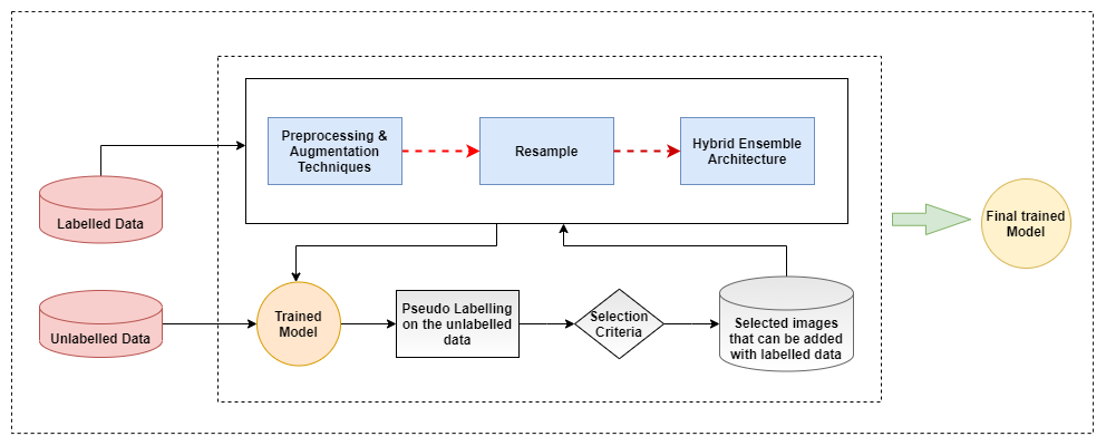 Preprocessing &
Augmentation
Techniques
Resample
Hybrid Ensemble
Architecture
Labelled Data
Final trained
Model
Unlabelled Data
Trained
Model
Pseudo Labelling
on the unlabelled
data
Selection
Criteria
Selected images
that can be added
with labelled data